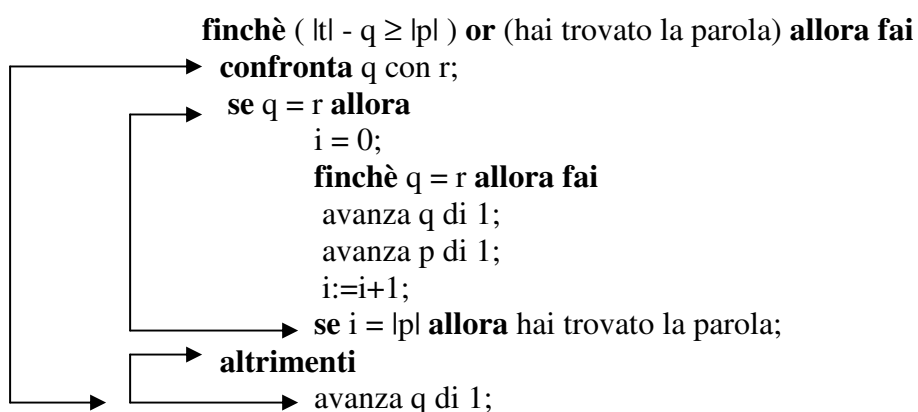 finchè ( |t| - q ≥ |p| ) or (hai trovato la parola) allora fai
confronta q con r;
se q = r allora
i = 0;
finchè q = r allora fai
avanza q di 1;
avanza p di 1;
i:=i+1;
se i = |p| allora hai trovato la parola;
altrimenti
avanza q di 1;